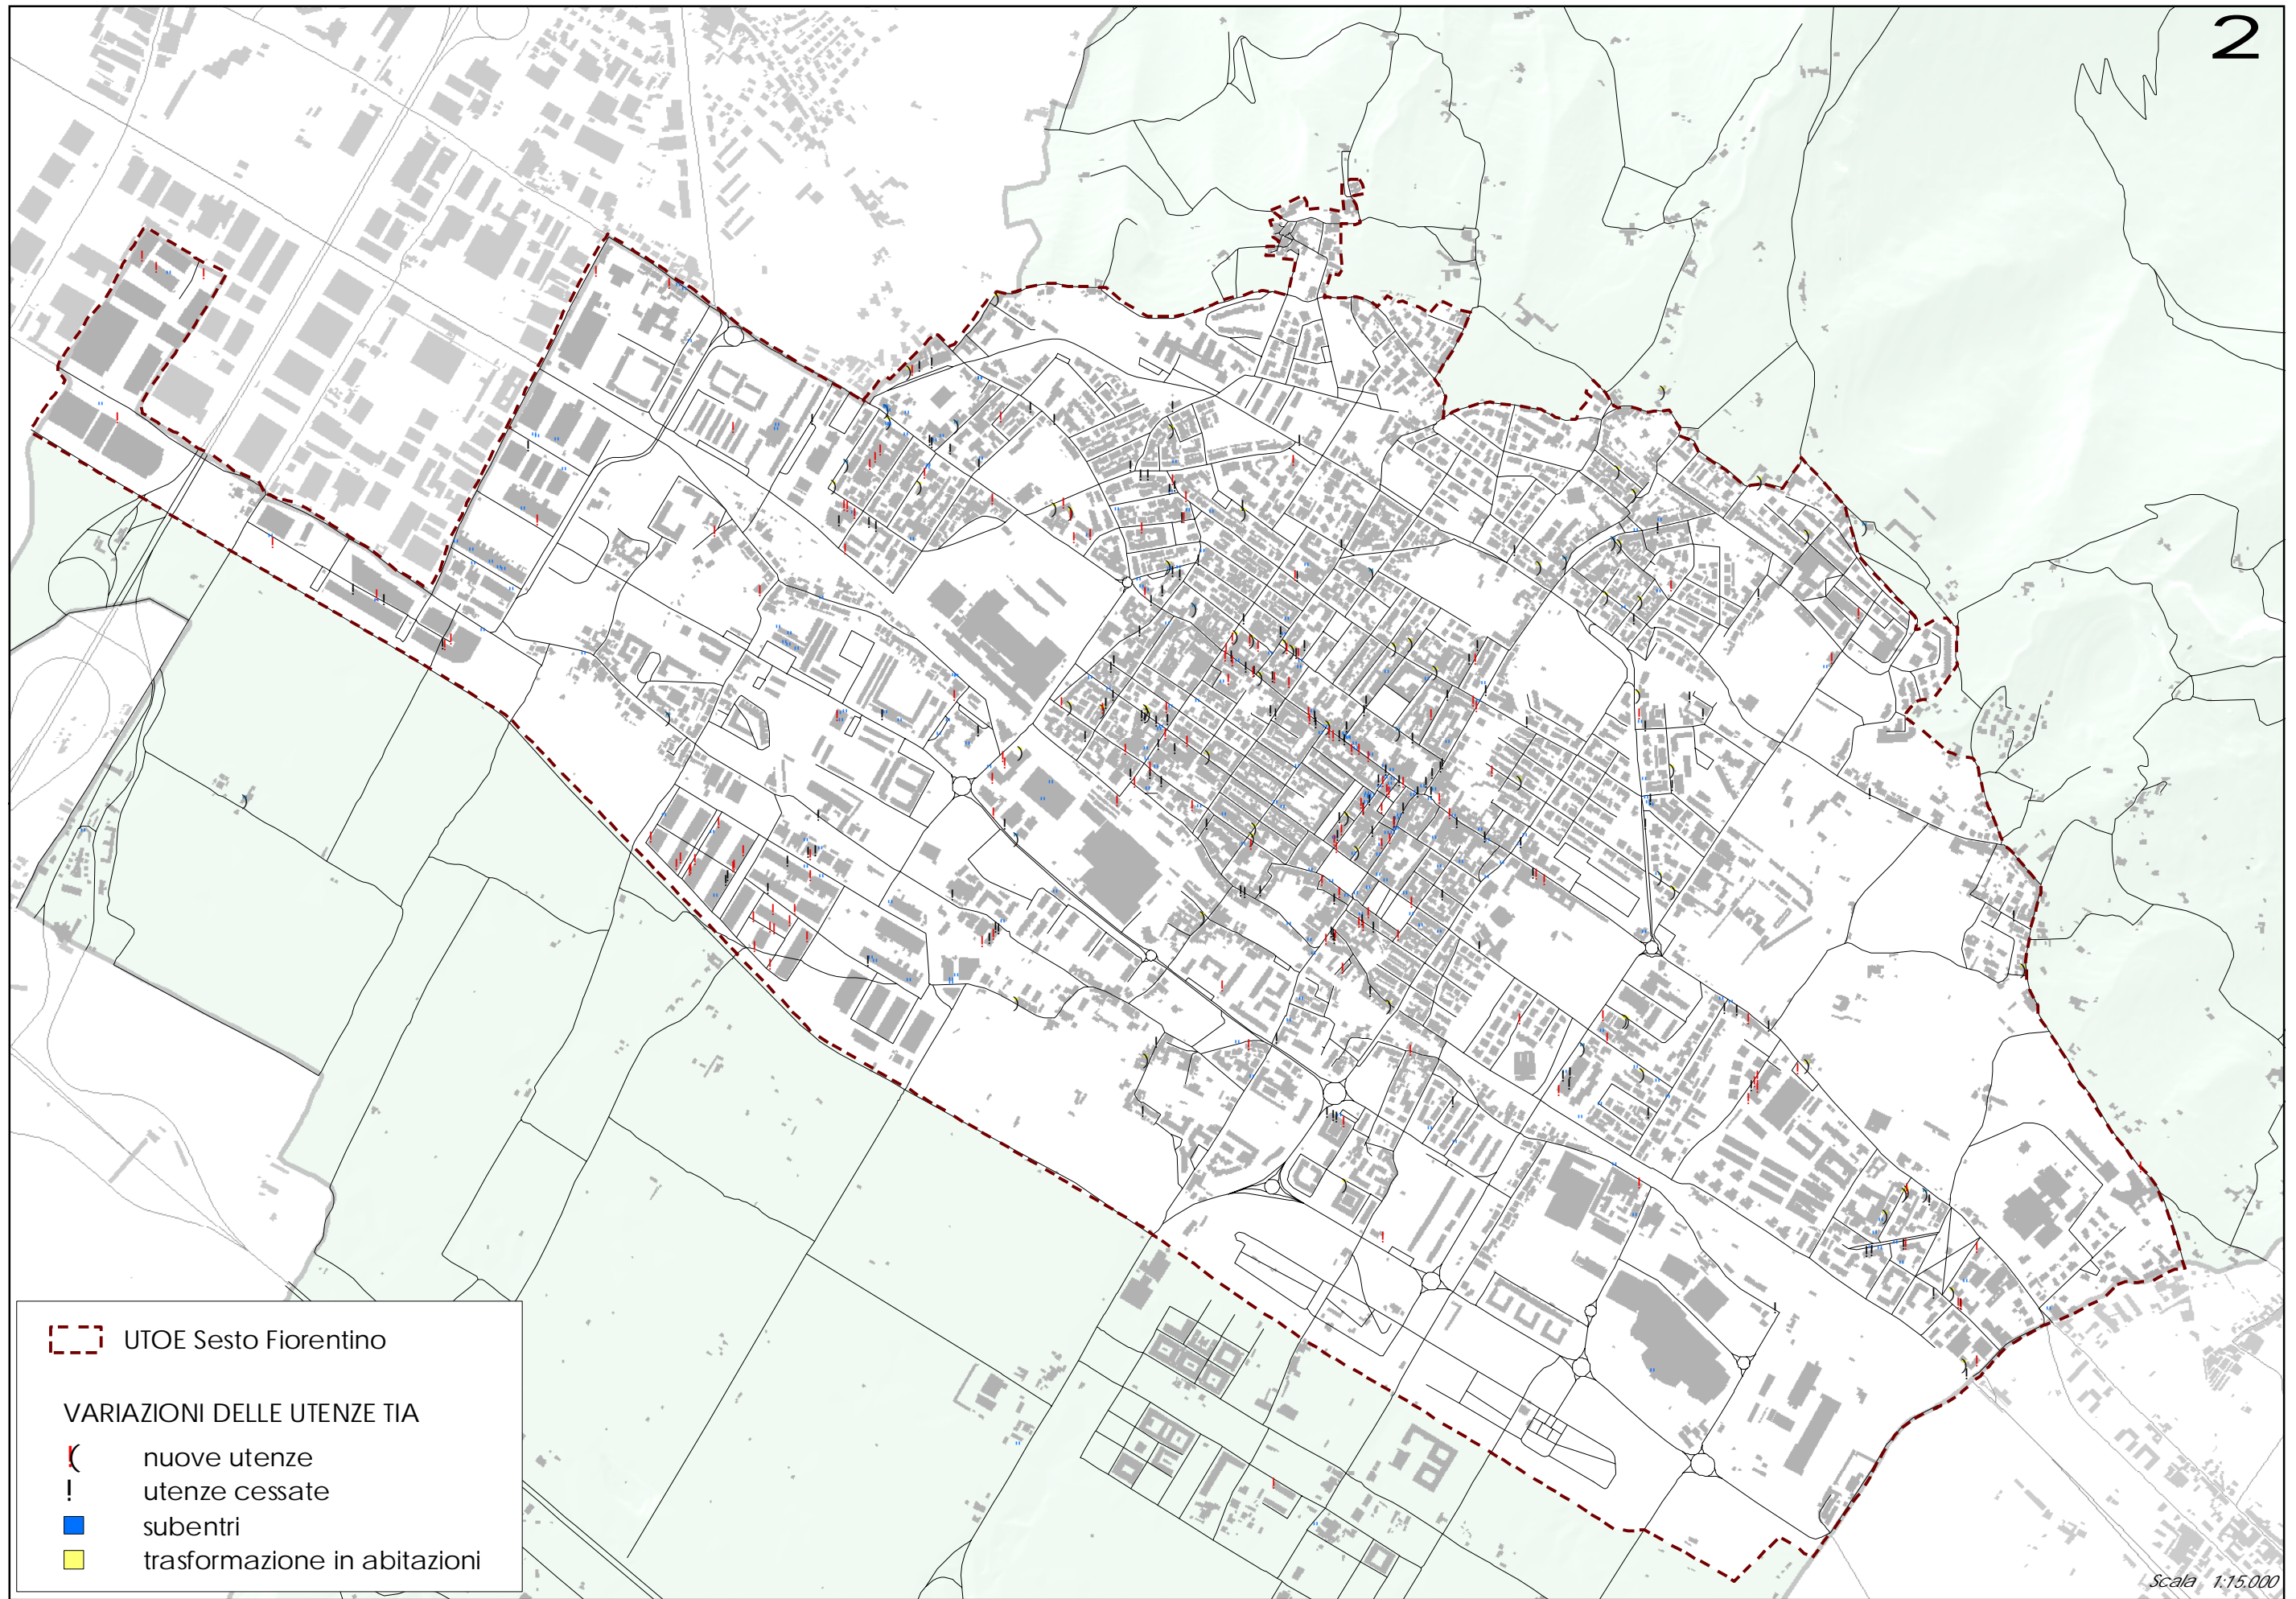 2
UTOE Sesto Fiorentino
VARIAZIONI DELLE UTENZE TIA
nuove utenze
! utenze cessate
subentri
trasformazione in abitazioni
Scala 1:15.000